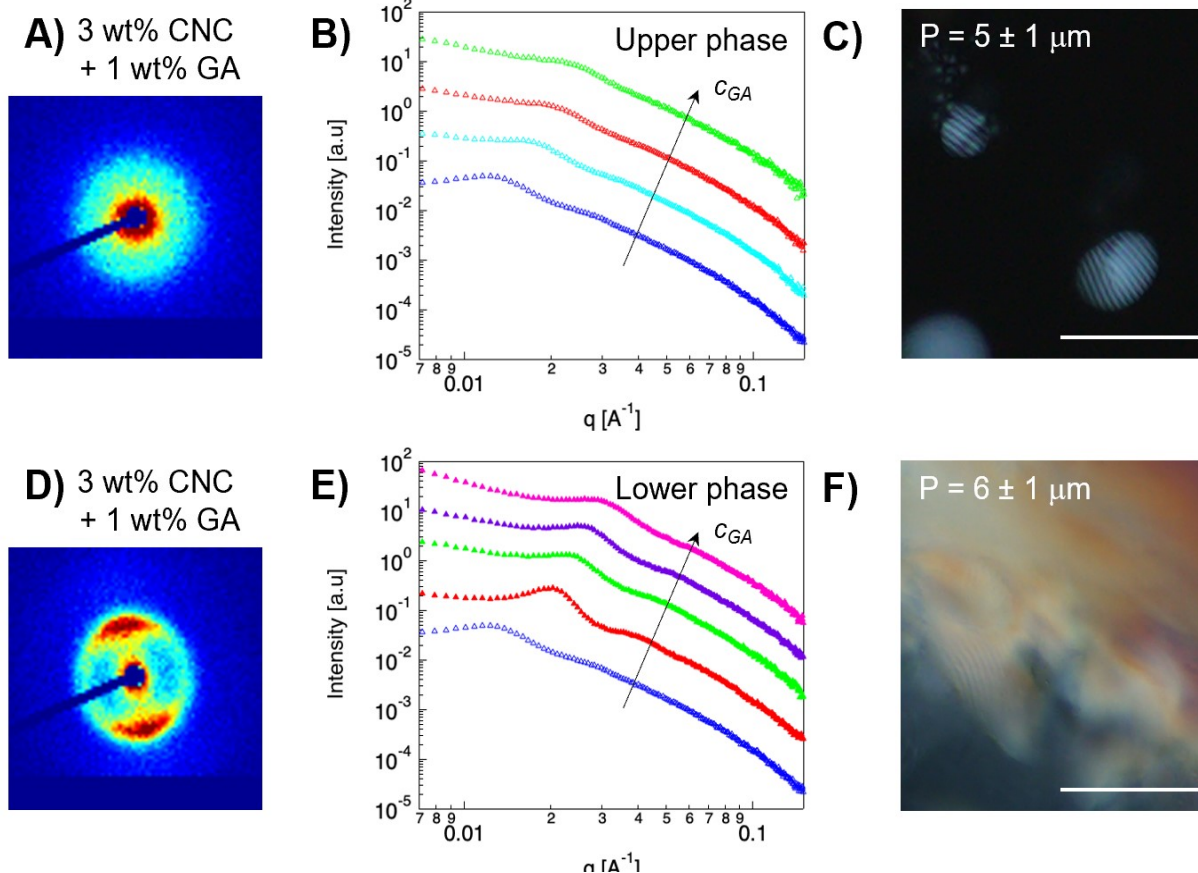 A) 3 wt% CNC
+ 1 wt% GA
B)
Upper phase
c_GA
Intensity [a.u]
10^2
10^1
10^0
10^-1
10^-2
10^-3
10^-4
10^-5
7 8 9 2 3 4 5 6 7 8 9
0.01 0.1
q [A^-1]
C)
P = 5 ± 1 μm
D) 3 wt% CNC
+ 1 wt% GA
E)
Lower phase
c_GA
Intensity [a.u]
10^2
10^1
10^0
10^-1
10^-2
10^-3
10^-4
10^-5
7 8 9 2 3 4 5 6 7 8 9
0.01 0.1
q [A^-1]
F)
P = 6 ± 1 μm